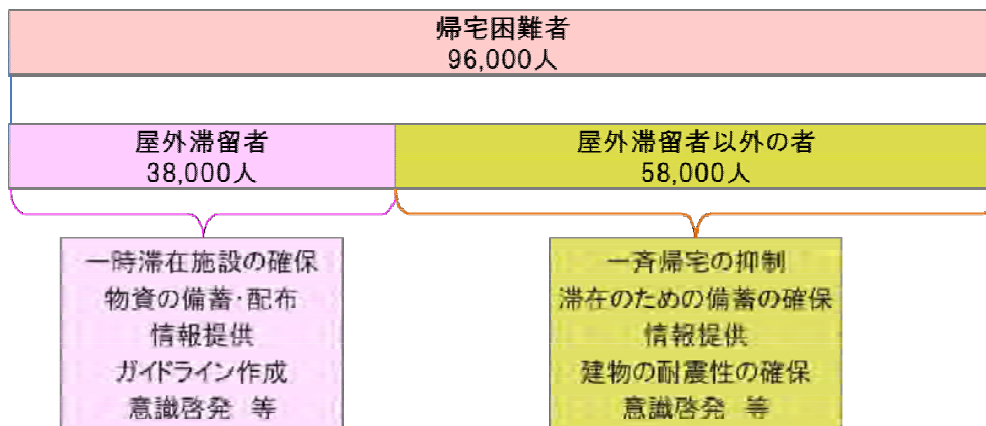 帰宅困難者
96,000人
屋外滞留者
38,000人
屋外滞留者以外の者
58,000人
一時滞在施設の確保
物資の備蓄・配布
情報提供
ガイドライン作成
意識啓発 等
一斉帰宅の抑制
滞在のための備蓄の確保
情報提供
建物の耐震性の確保
意識啓発 等